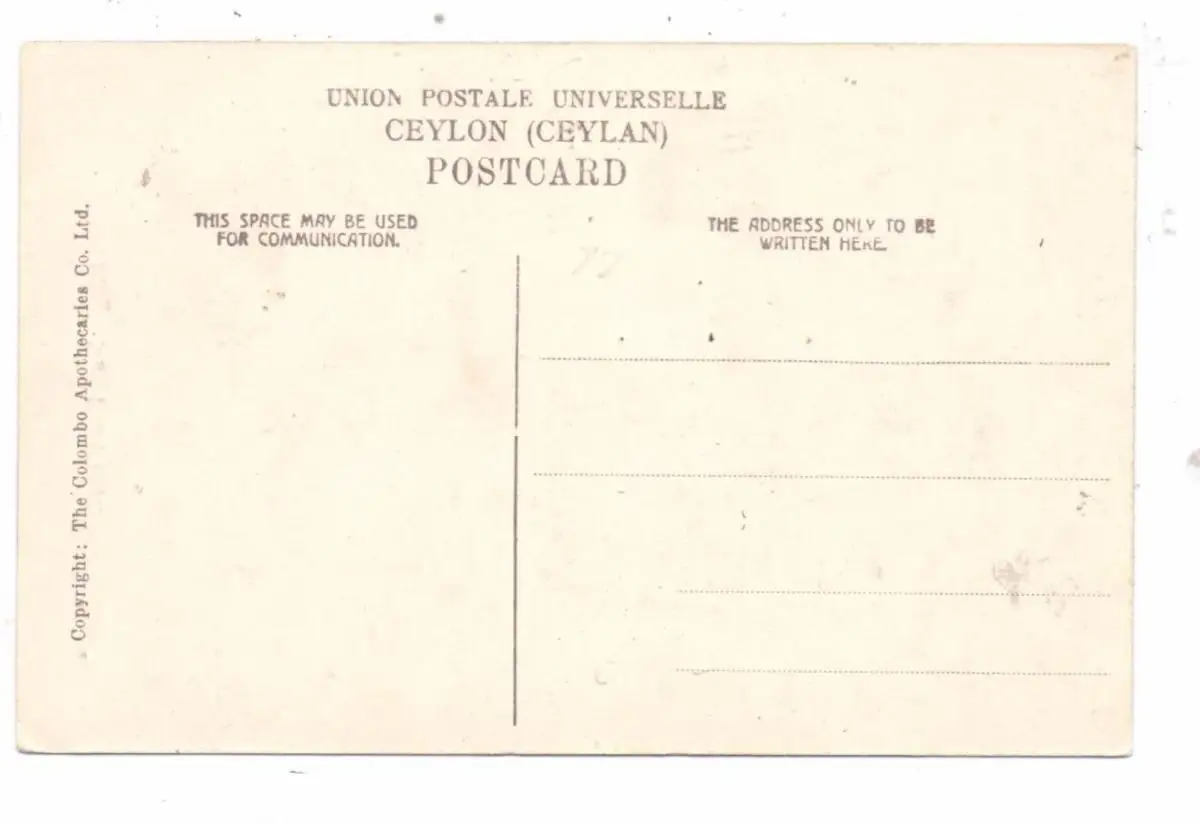 UNION POSTALE UNIVERSELLE
CEYLON (CEYLAN)
POSTCARD
THIS SPACE MAY BE USED
FOR COMMUNICATION.
THE ADDRESS ONLY TO BE
WRITTEN HERE.
Copyright: The Colombo Apothecaries Co. Ltd.